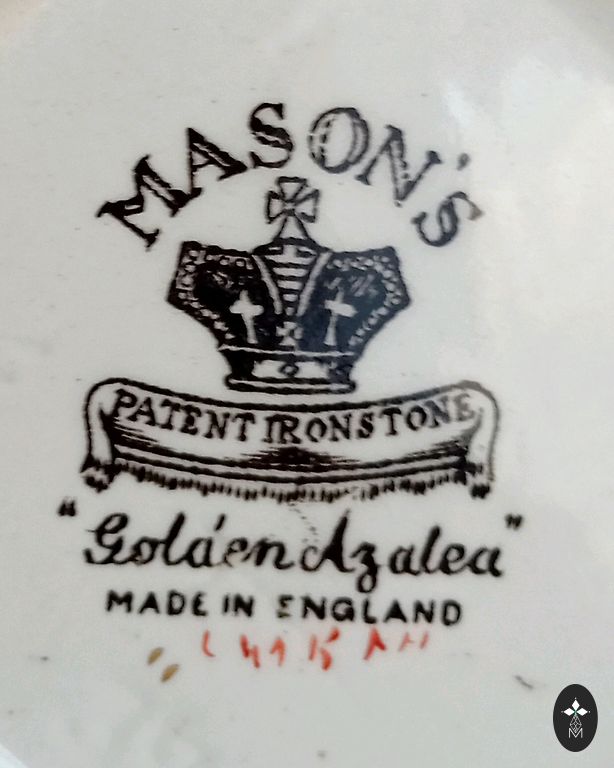 MASON'S
PATENT IRONSTONE
"Golden Azalea"
MADE IN ENGLAND